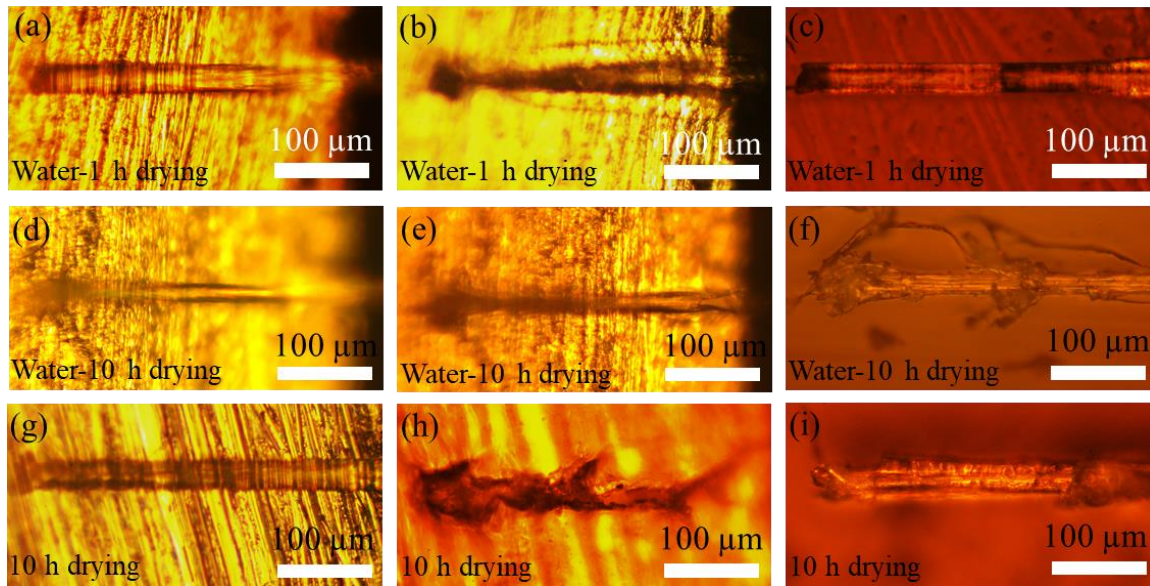 (a)
100 μm
Water-1 h drying
(b)
100 μm
Water-1 h drying
(c)
100 μm
Water-1 h drying
(d)
100 μm
Water-10 h drying
(e)
100 μm
Water-10 h drying
(f)
100 μm
Water-10 h drying
(g)
100 μm
10 h drying
(h)
100 μm
10 h drying
(i)
100 μm
10 h drying